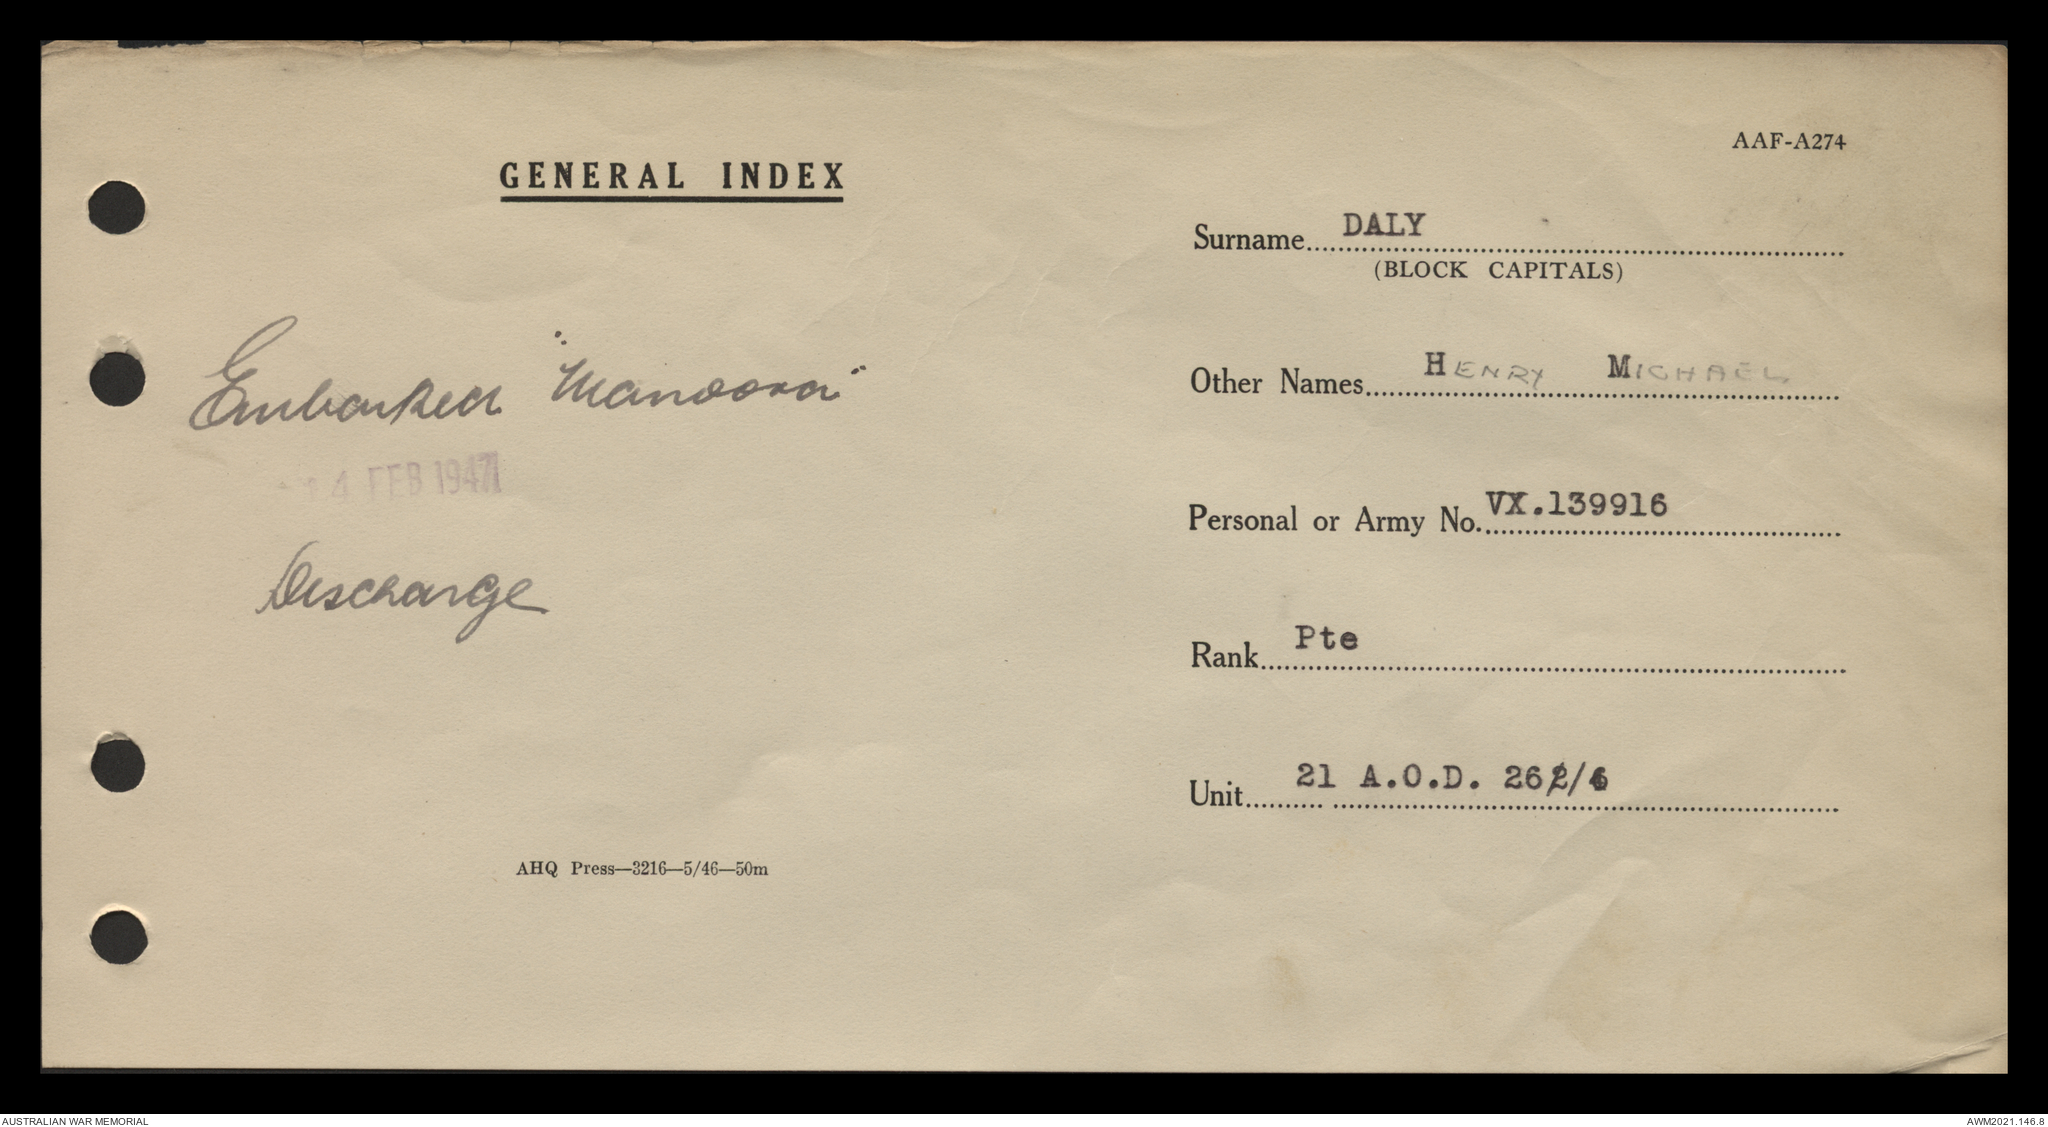 AAF-A274
GENERAL INDEX
Surname DALY
(BLOCK CAPITALS)
Embarked "Manoora"
Other Names HENRY MICHAEL
4 FEB 1947
Personal or Army No. VX.139916
Discharge
Rank Pte
Unit 21 A.O.D. 262/6
AHQ Press—3216—5/46—50m
AUSTRALIAN WAR MEMORIAL
AWM2021.146.8